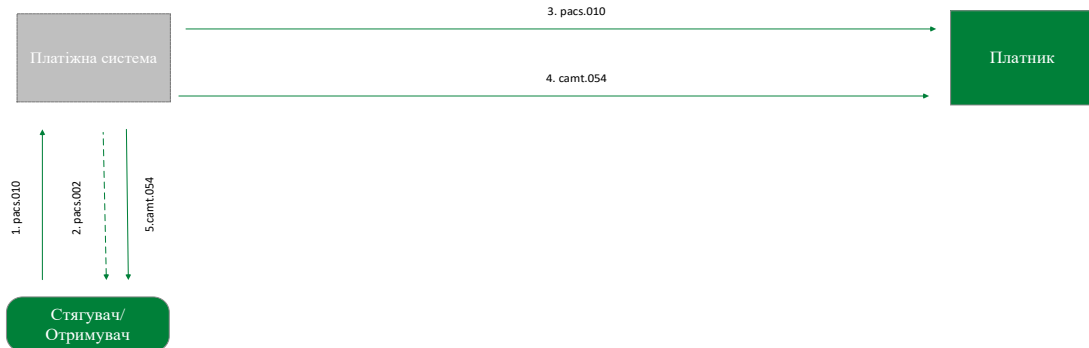 3. pacs.010
Платіжна система
Платник
4. camt.054
1. pacs.010
2. pacs.002
5.camt.054
Стягувач/
Отримувач